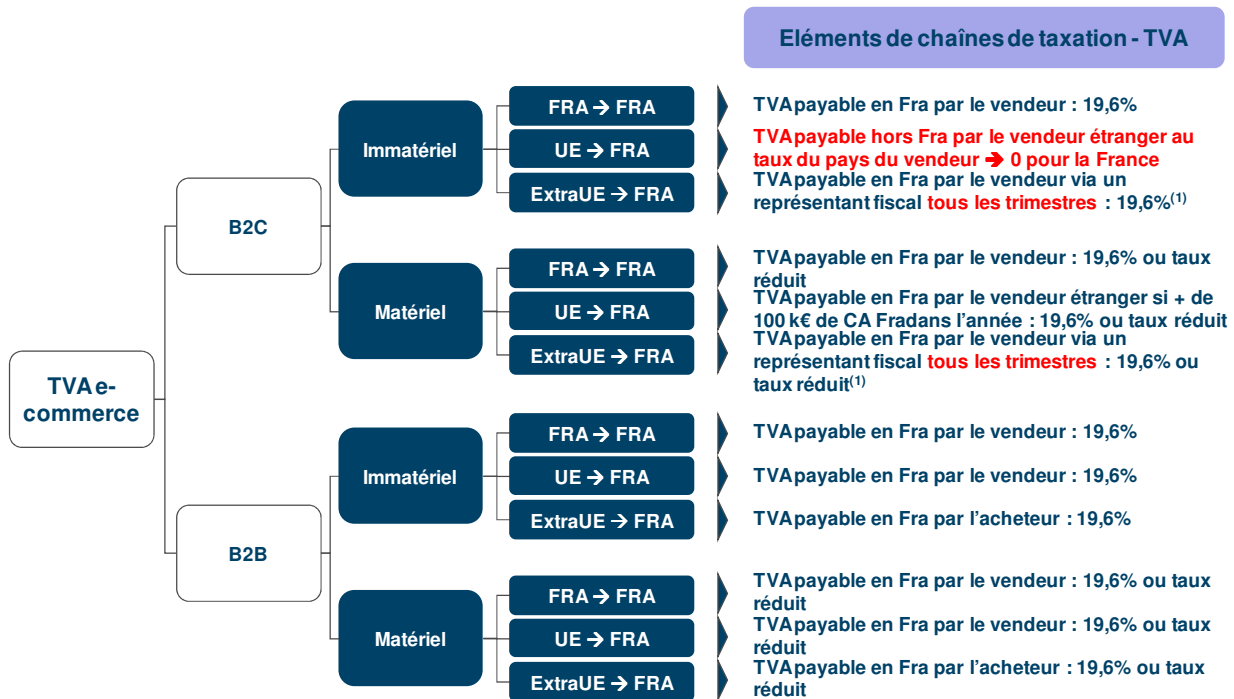 Eléments de chaînes de taxation - TVA
FRA → FRA
TVA payable en Fra par le vendeur : 19,6%
Immatériel
UE → FRA
TVA payable hors Fra par le vendeur étranger au
taux du pays du vendeur → 0 pour la France
ExtraUE → FRA
TVA payable en Fra par le vendeur via un
représentant fiscal tous les trimestres : 19,6%(1)
B2C
FRA → FRA
TVA payable en Fra par le vendeur : 19,6% ou taux
réduit
Matériel
UE → FRA
TVA payable en Fra par le vendeur étranger si + de
100 k€ de CA Fradans l'année : 19,6% ou taux réduit
ExtraUE → FRA
TVA payable en Fra par le vendeur via un
représentant fiscal tous les trimestres : 19,6% ou
taux réduit(1)
TVA e-
commerce
FRA → FRA
TVA payable en Fra par le vendeur : 19,6%
Immatériel
UE → FRA
TVA payable en Fra par le vendeur : 19,6%
ExtraUE → FRA
TVA payable en Fra par l'acheteur : 19,6%
B2B
FRA → FRA
TVA payable en Fra par le vendeur : 19,6% ou taux
réduit
Matériel
UE → FRA
TVA payable en Fra par le vendeur : 19,6% ou taux
réduit
ExtraUE → FRA
TVA payable en Fra par l'acheteur : 19,6% ou taux
réduit